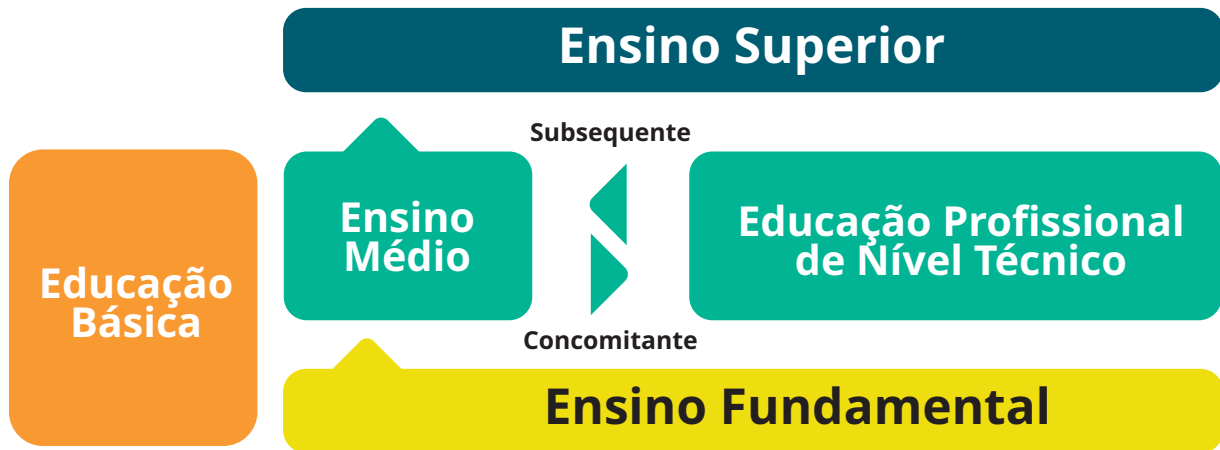 Ensino Superior
Subsequente
Ensino
Médio
Educação Profissional
de Nível Técnico
Educação
Básica
Concomitante
Ensino Fundamental